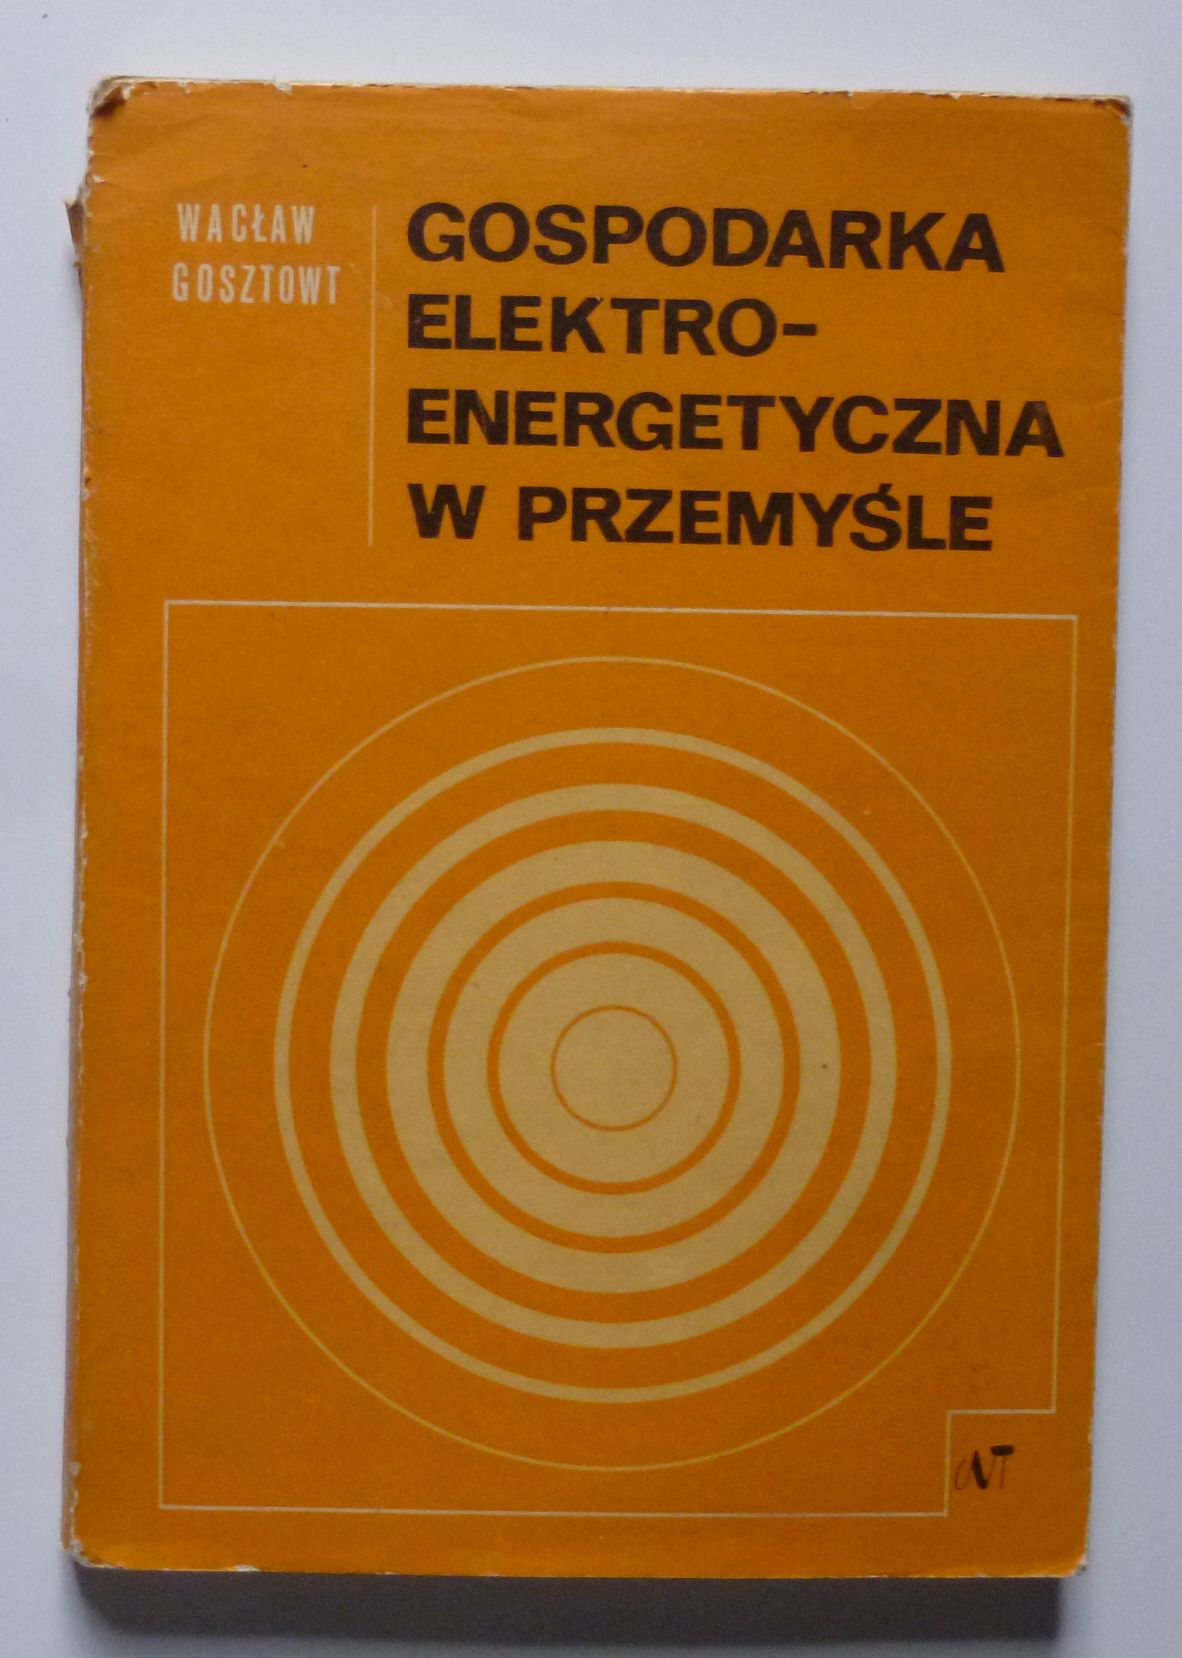 WACŁAW
GOSZTOWT
GOSPODARKA
ELEKTRO-
ENERGETYCZNA
W PRZEMYŚLE
WNT